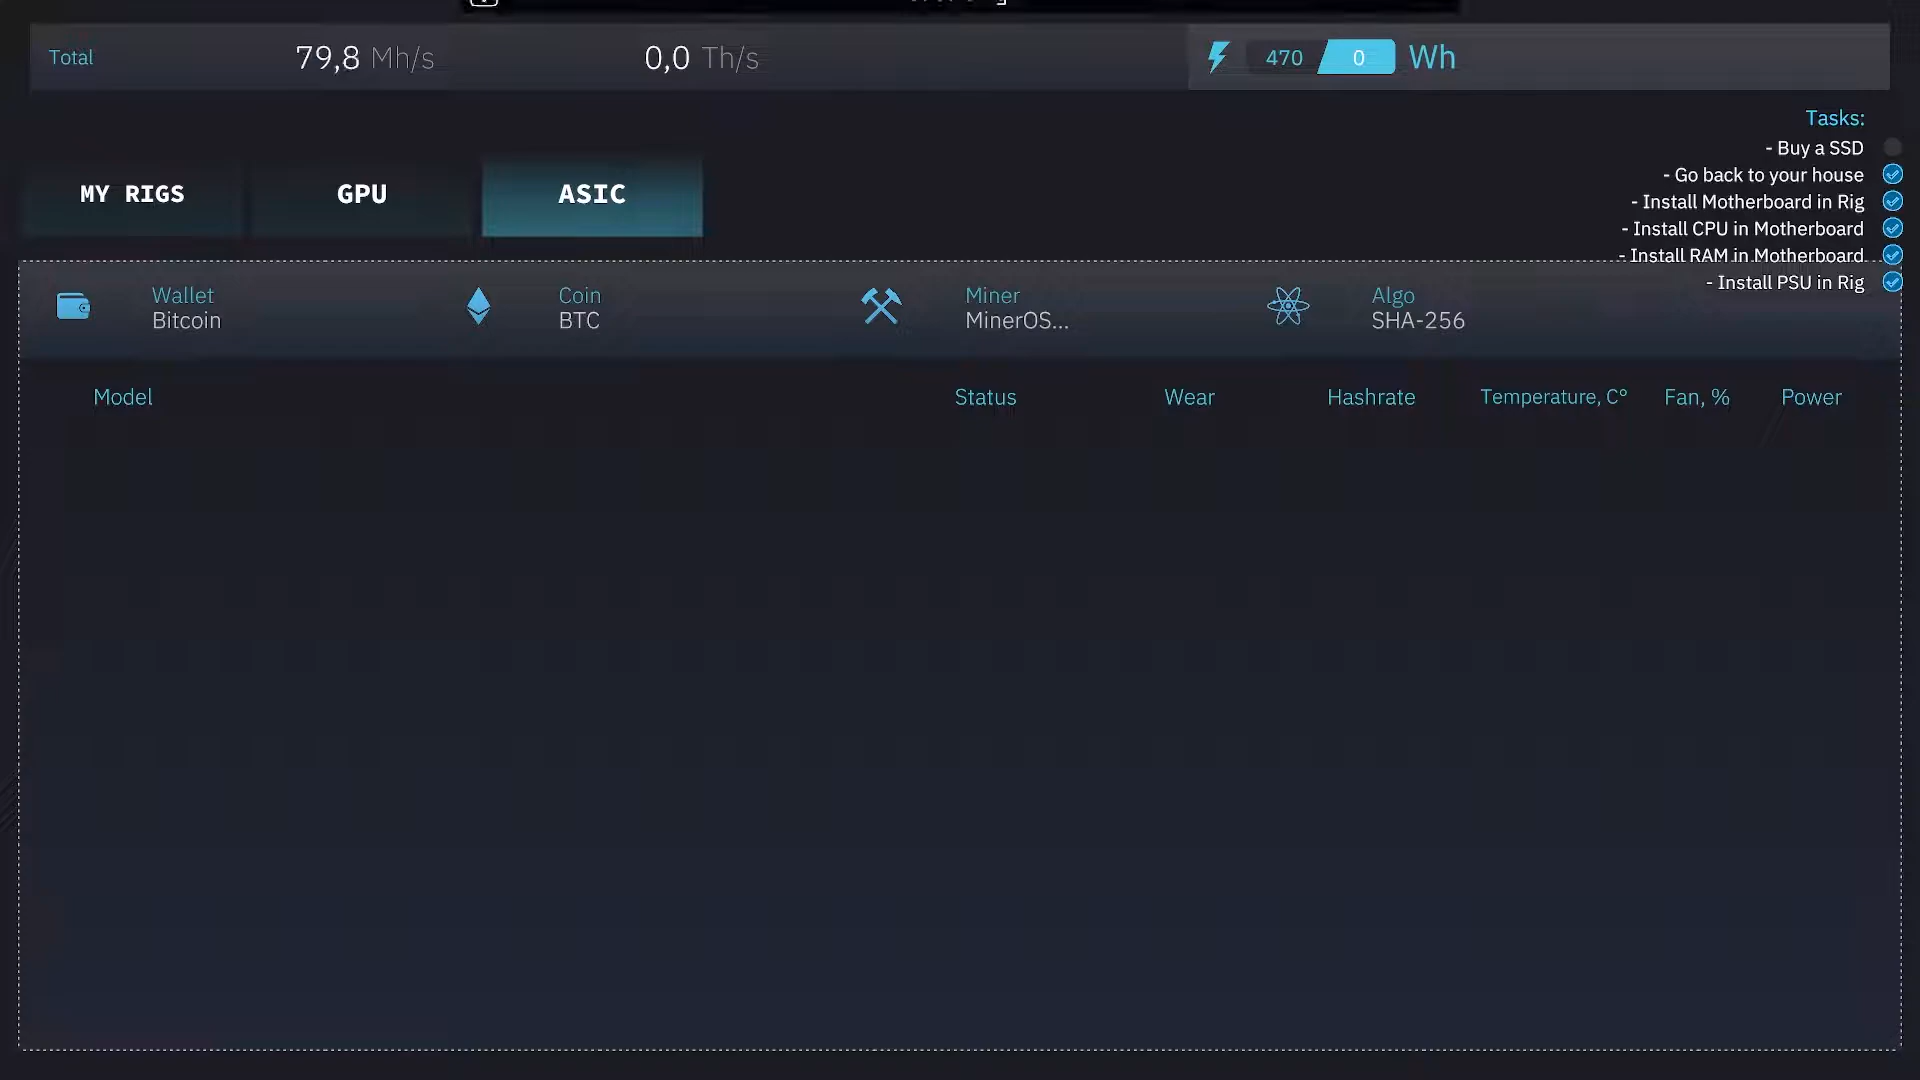 Total
79,8 Mh/s
0,0 Th/s
470
0
Wh
Tasks:
- Buy a SSD
- Go back to your house
- Install Motherboard in Rig
- Install CPU in Motherboard
- Install RAM in Motherboard
- Install PSU in Rig
MY RIGS
GPU
ASIC
Wallet
Bitcoin
Coin
BTC
Miner
MinerOS...
Algo
SHA-256
Model
Status
Wear
Hashrate
Temperature, C°
Fan, %
Power